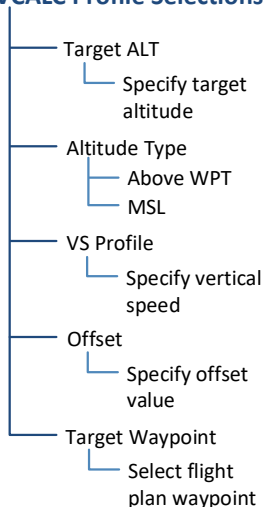 VCALC Profile Selections
Target ALT
Specify target
altitude
Altitude Type
Above WPT
MSL
VS Profile
Specify vertical
speed
Offset
Specify offset
value
Target Waypoint
Select flight
plan waypoint